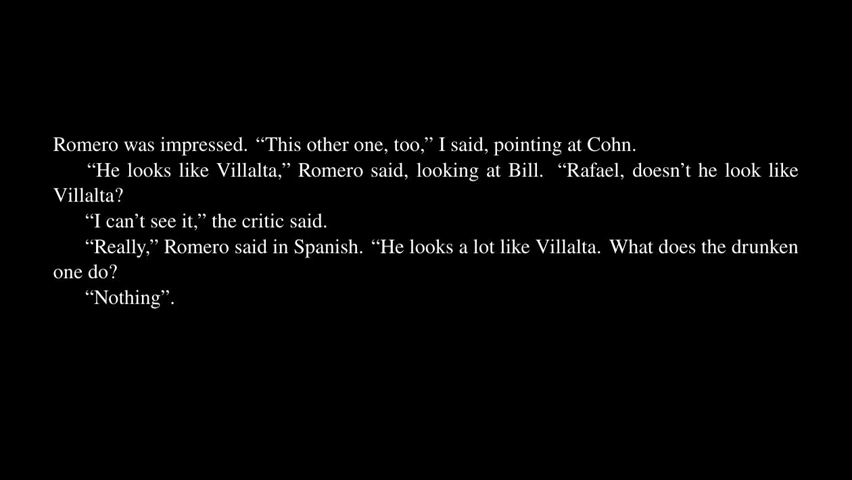 Romero was impressed. “This other one, too,” I said, pointing at Cohn.
“He looks like Villalta,” Romero said, looking at Bill. “Rafael, doesn’t he look like
Villalta?
“I can’t see it,” the critic said.
“Really,” Romero said in Spanish. “He looks a lot like Villalta. What does the drunken
one do?
“Nothing”.